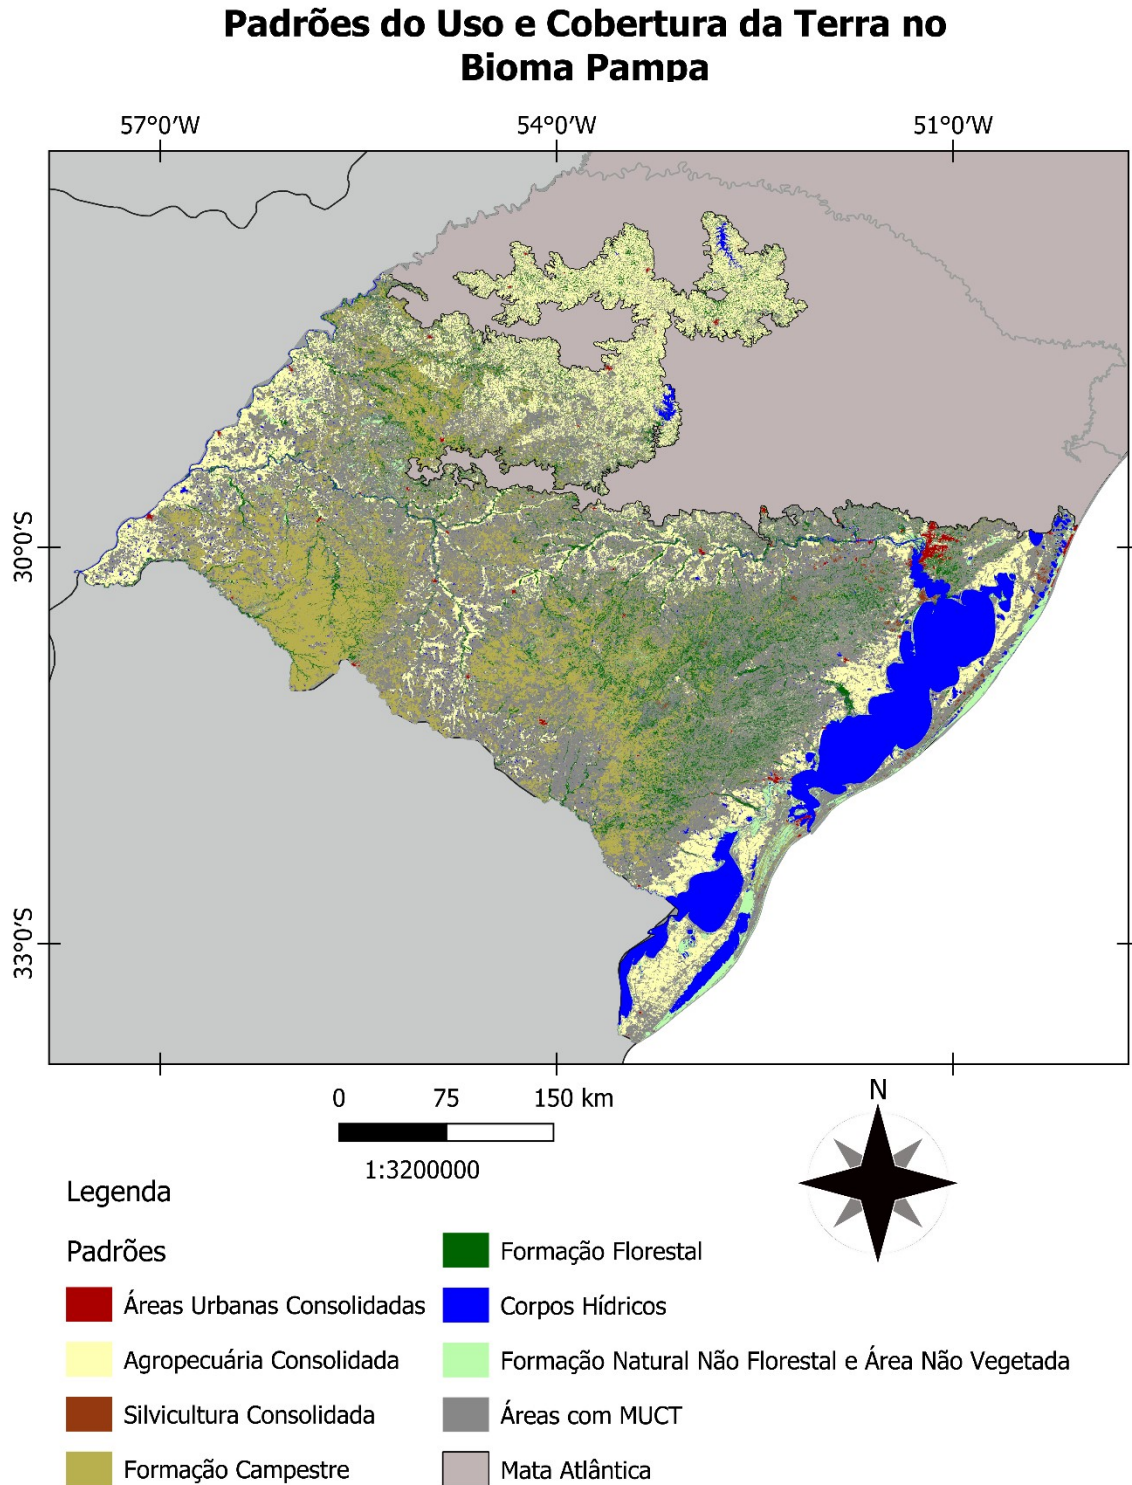 Padrões do Uso e Cobertura da Terra no
Bioma Pampa
57°0'W
54°0'W
51°0'W
30°0'S
33°0'S
0 75 150 km
1:3200000
N
Legenda
Padrões
Áreas Urbanas Consolidadas
Agropecuária Consolidada
Silvicultura Consolidada
Formação Campestre
Formação Florestal
Corpos Hídricos
Formação Natural Não Florestal e Área Não Vegetada
Áreas com MUCT
Mata Atlântica